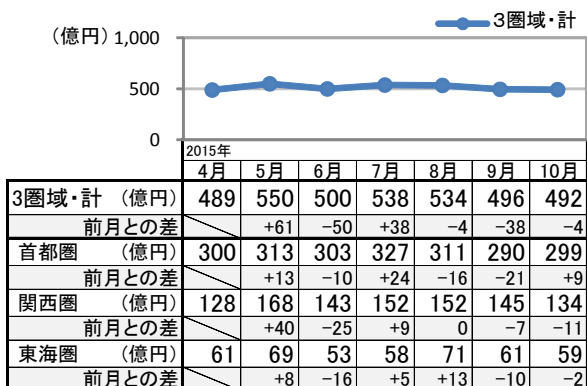 3圏域・計
(億円)
1,000
500
0
2015年
4月 5月 6月 7月 8月 9月 10月
3圏域・計 (億円) 489 550 500 538 534 496 492
前月との差 +61 −50 +38 −4 −38 −4
首都圏 (億円) 300 313 303 327 311 290 299
前月との差 +13 −10 +24 −16 −21 +9
関西圏 (億円) 128 168 143 152 152 145 134
前月との差 +40 −25 +9 0 −7 −11
東海圏 (億円) 61 69 53 58 71 61 59
前月との差 +8 −16 +5 +13 −10 −2